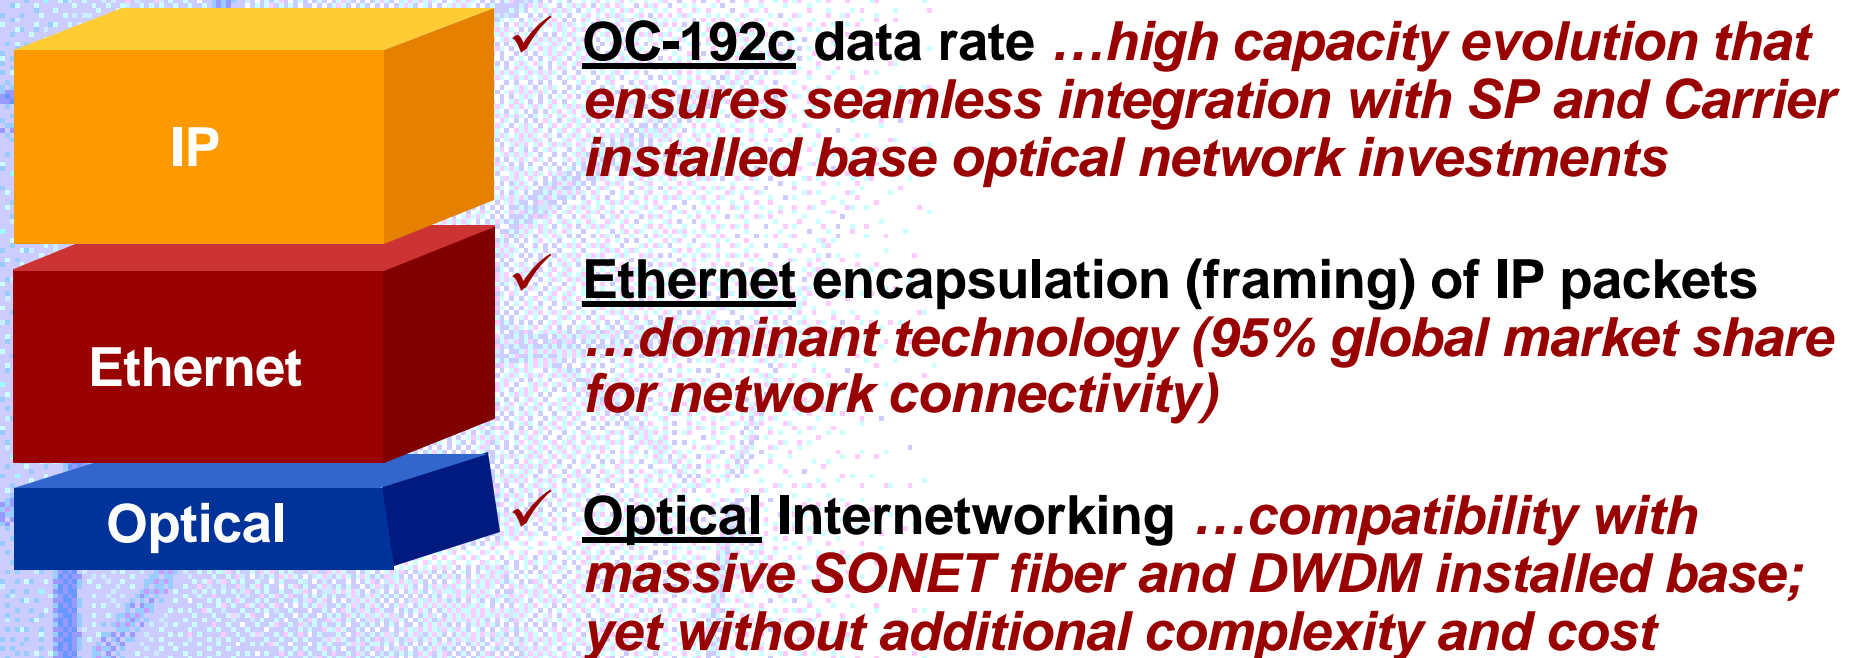 IP
Ethernet
Optical
✓ OC-192c data rate …high capacity evolution that
ensures seamless integration with SP and Carrier
installed base optical network investments
✓ Ethernet encapsulation (framing) of IP packets
…dominant technology (95% global market share
for network connectivity)
✓ Optical Internetworking …compatibility with
massive SONET fiber and DWDM installed base;
yet without additional complexity and cost